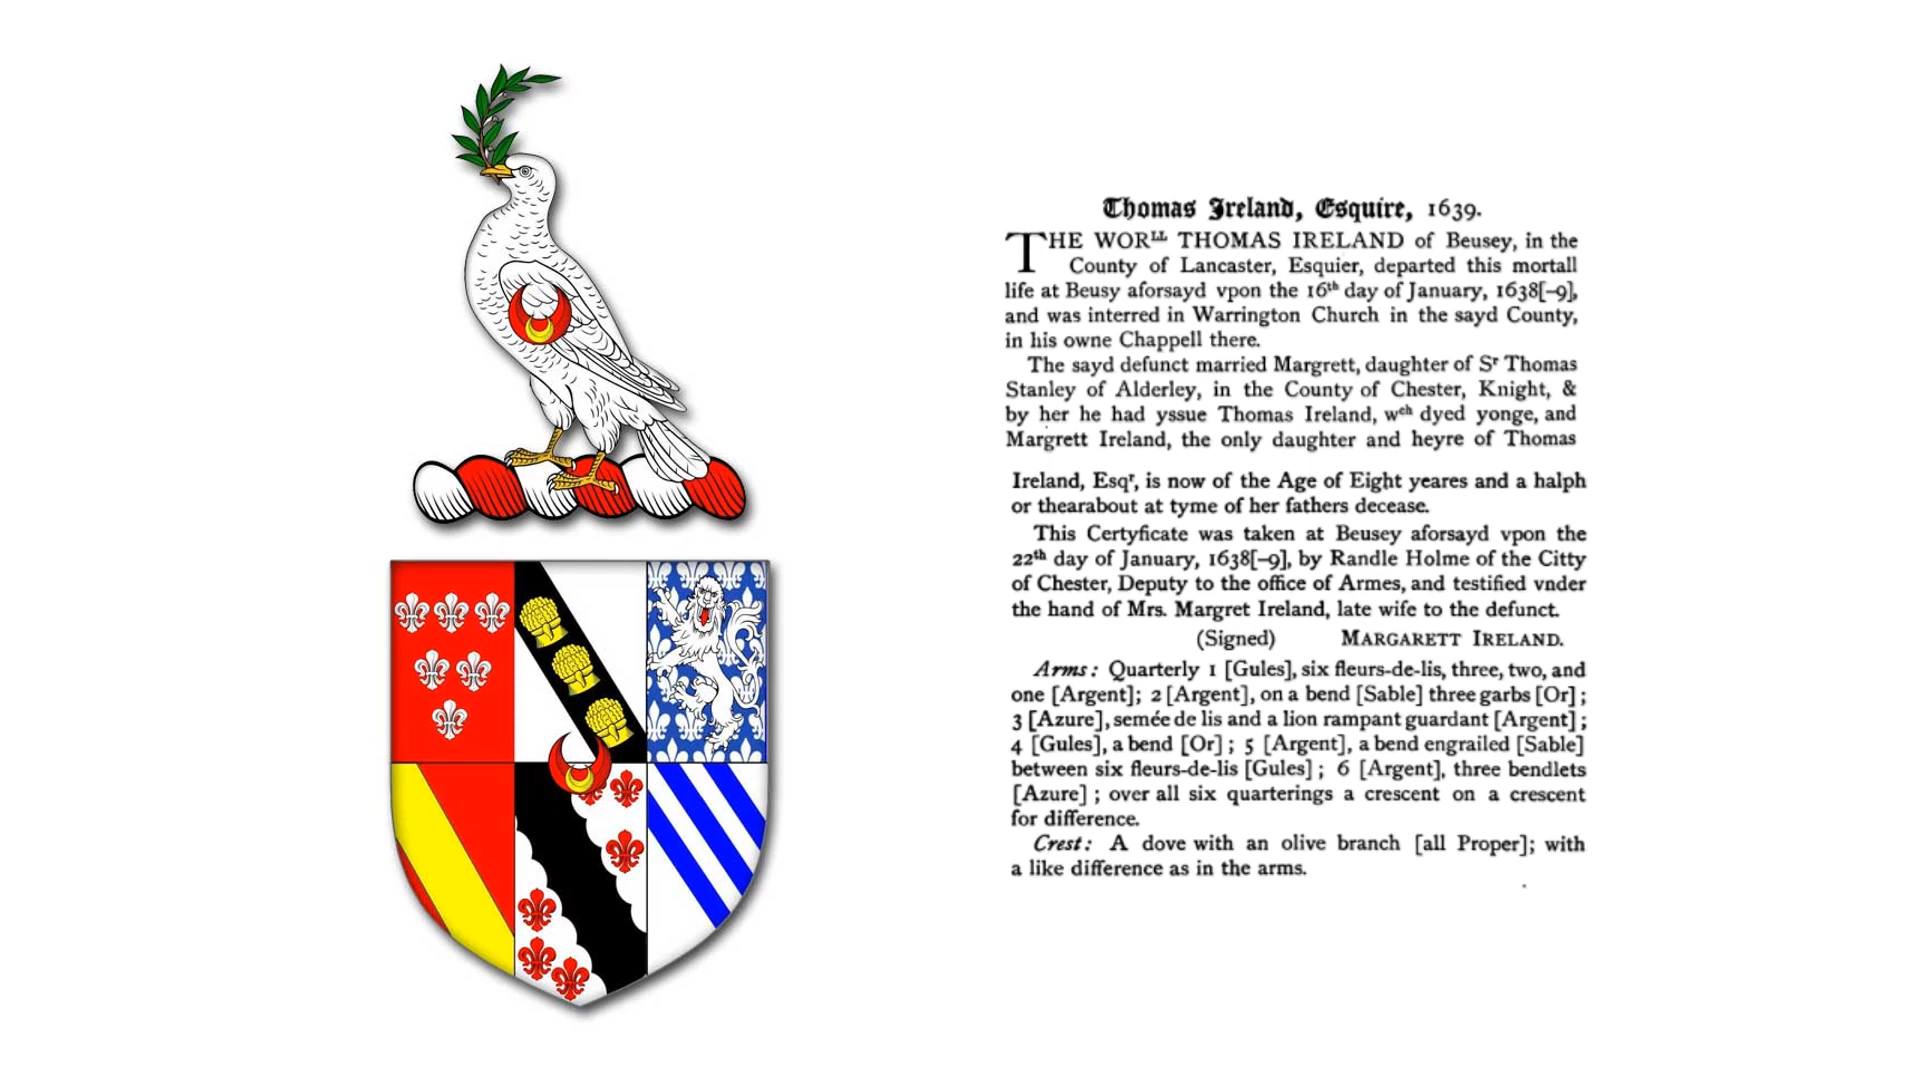 Thomas Ireland, Esquire, 1639.
THE WORLL THOMAS IRELAND of Beusey, in the
County of Lancaster, Esquier, departed this mortall
life at Beusy aforsayd vpon the 16th day of January, 1638[–9],
and was interred in Warrington Church in the sayd County,
in his owne Chappell there.
The sayd defunct married Margrett, daughter of Sr Thomas
Stanley of Alderley, in the County of Chester, Knight, &
by her he had yssue Thomas Ireland, wch dyed yonge, and
Margrett Ireland, the only daughter and heyre of Thomas
Ireland, Esqr, is now of the Age of Eight yeares and a halph
or thearabout at tyme of her fathers decease.
This Certyficate was taken at Beusey aforsayd vpon the
22th day of January, 1638[–9], by Randle Holme of the Citty
of Chester, Deputy to the office of Armes, and testified vnder
the hand of Mrs. Margret Ireland, late wife to the defunct.
(Signed) MARGARETT IRELAND.
Arms: Quarterly 1 [Gules], six fleurs-de-lis, three, two, and
one [Argent]; 2 [Argent], on a bend [Sable] three garbs [Or];
3 [Azure], semée de lis and a lion rampant guardant [Argent];
4 [Gules], a bend [Or]; 5 [Argent], a bend engrailed [Sable]
between six fleurs-de-lis [Gules]; 6 [Argent], three bendlets
[Azure]; over all six quarterings a crescent on a crescent
for difference.
Crest: A dove with an olive branch [all Proper]; with
a like difference as in the arms.